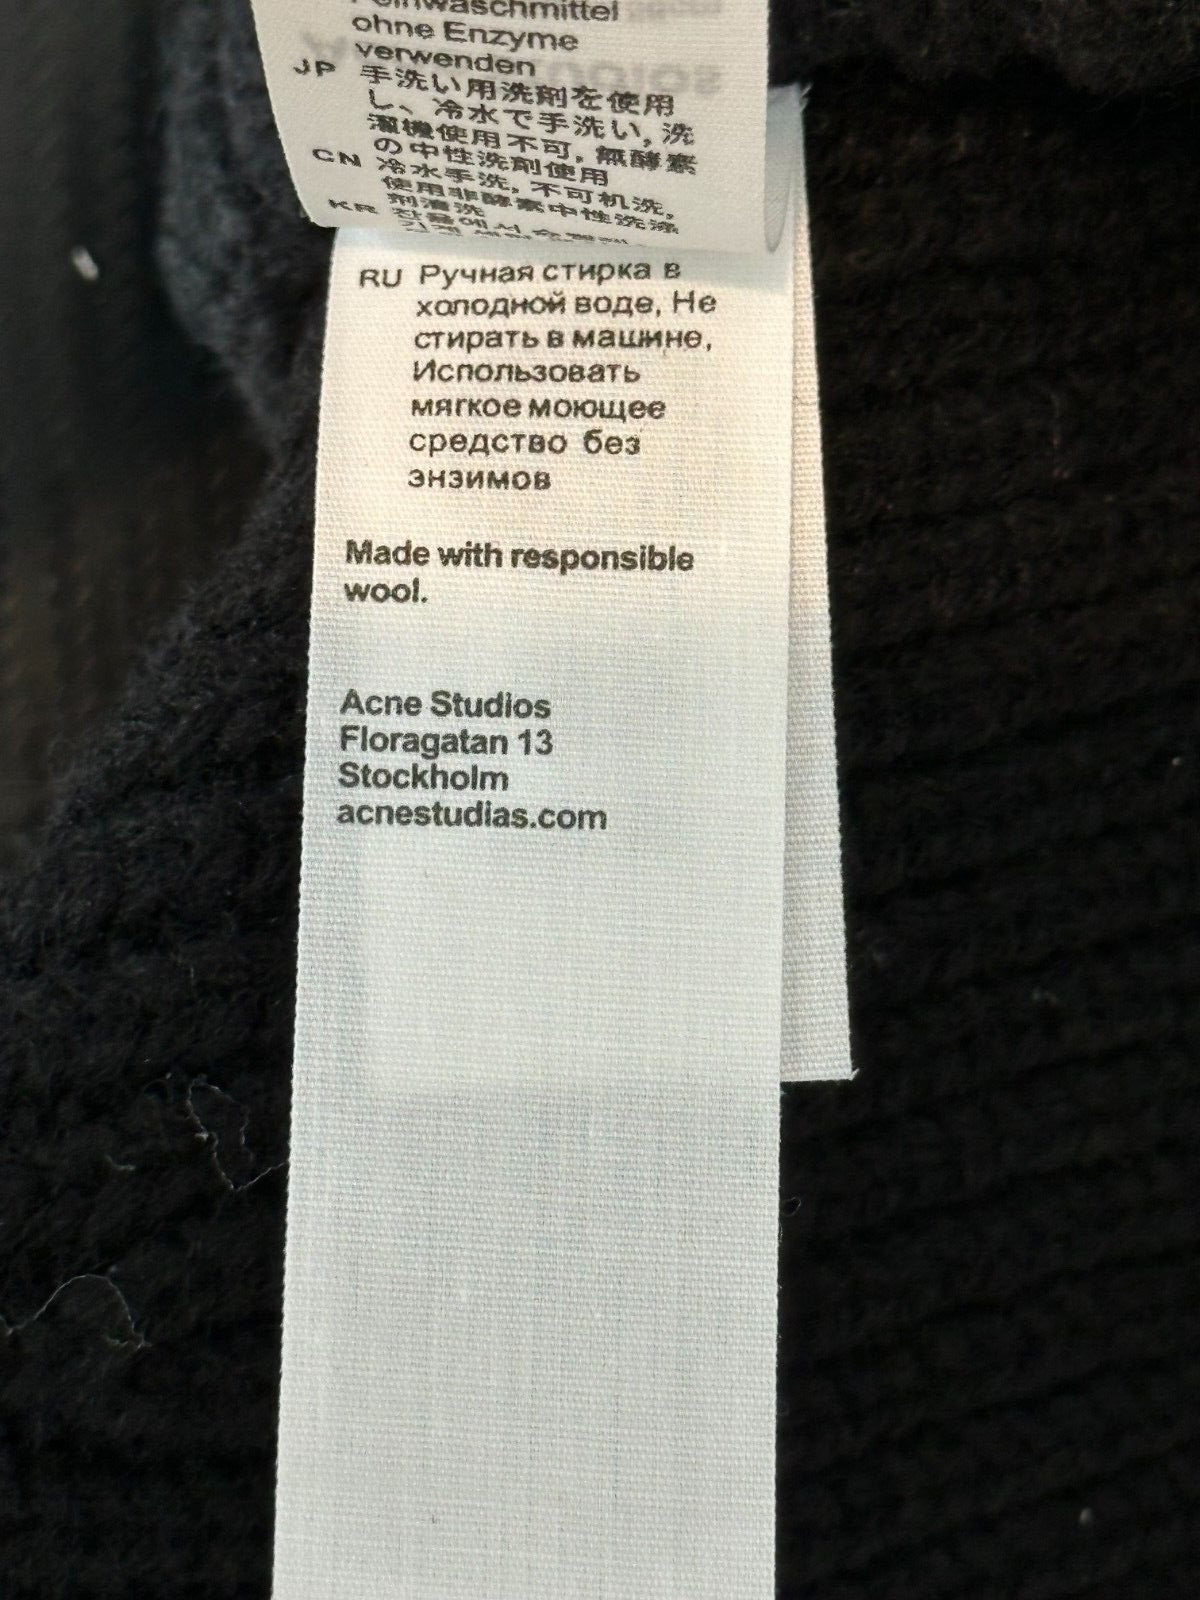 Feinwaschmittel
ohne Enzyme
verwenden
JP 手洗い用洗剤を使用
し、冷水で手洗い, 洗
濯機使用不可, 無酵素
の中性洗剤使用
CN 冷水手洗, 不可机洗,
使用非酵素中性洗涤
剂清洗
KR
RU Ручная стирка в
холодной воде, Не
стирать в машине,
Использовать
мягкое моющее
средство без
энзимов
Made with responsible
wool.
Acne Studios
Floragatan 13
Stockholm
acnestudias.com